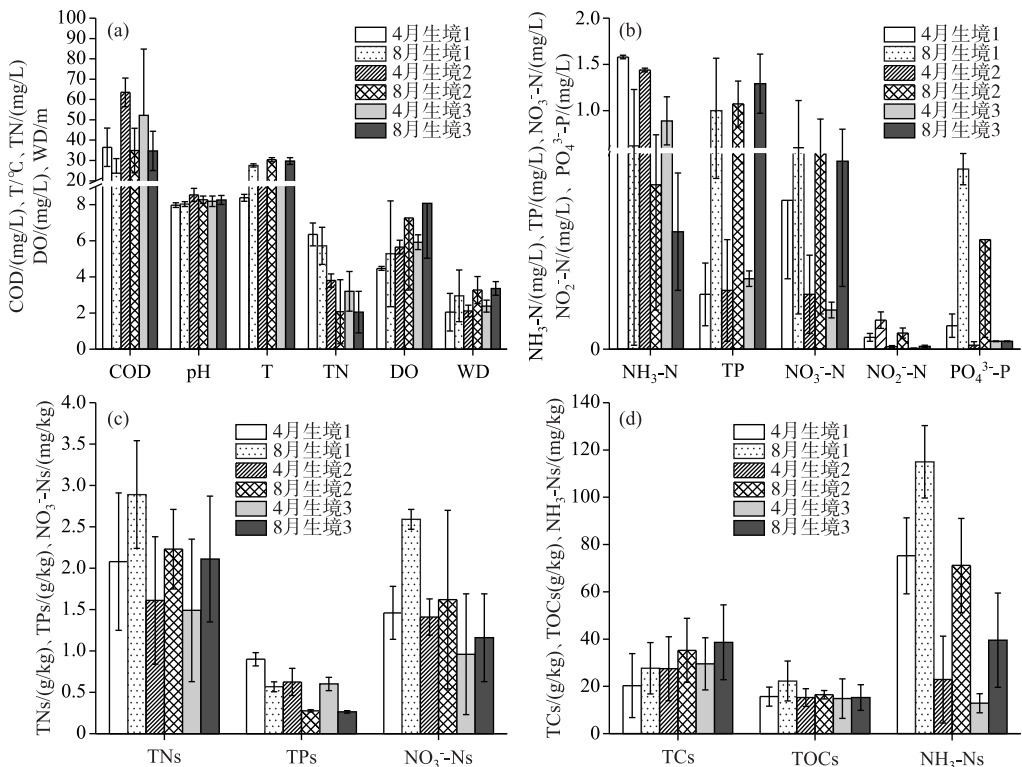 (a)
COD/(mg/L)、T/℃、TN/(mg/L)
DO/(mg/L)、WD/m
100
90
80
70
60
50
40
30
20
8
6
4
2
0
4月生境1
8月生境1
4月生境2
8月生境2
4月生境3
8月生境3
COD pH T TN DO WD
(b)
NH₃-N/(mg/L)、TP/(mg/L)、NO₃⁻-N/(mg/L)
NO₂⁻-N/(mg/L)、PO₄³⁻-P/(mg/L)
2.0
1.5
1.0
0
4月生境1
8月生境1
4月生境2
8月生境2
4月生境3
8月生境3
NH₃-N TP NO₃⁻-N NO₂⁻-N PO₄³⁻-P
(c)
TNs/(g/kg)、TPs/(g/kg)、NO₃⁻-Ns/(mg/kg)
4.0
3.5
3.0
2.5
2.0
1.5
1.0
0.5
0
4月生境1
8月生境1
4月生境2
8月生境2
4月生境3
8月生境3
TNs TPs NO₃⁻-Ns
(d)
TCs/(g/kg)、TOCs(g/kg)、NH₃-Ns/(mg/kg)
140
120
100
80
60
40
20
0
4月生境1
8月生境1
4月生境2
8月生境2
4月生境3
8月生境3
TCs TOCs NH₃-Ns